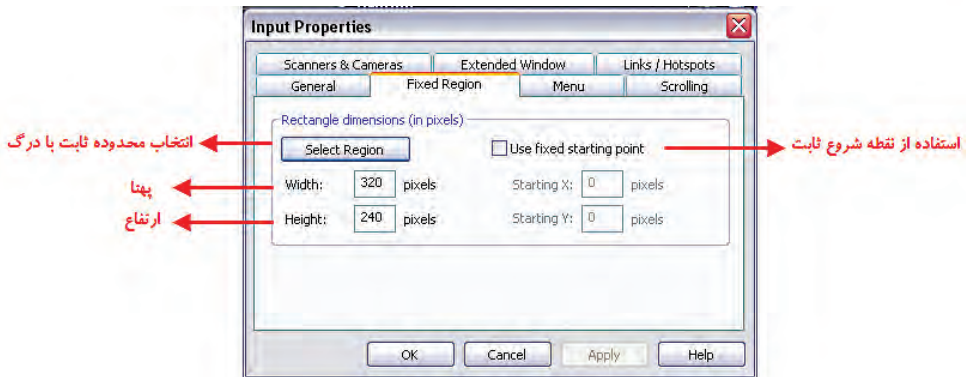 Input Properties
Scanners & Cameras Extended Window Links / Hotspots
General Fixed Region Menu Scrolling
Rectangle dimensions (in pixels)
انتخاب محدوده ثابت با درگ
Select Region
Use fixed starting point
استفاده از نقطه شروع ثابت
پهنا
Width: 320 pixels
Starting X: 0 pixels
ارتفاع
Height: 240 pixels
Starting Y: 0 pixels
OK Cancel Apply Help